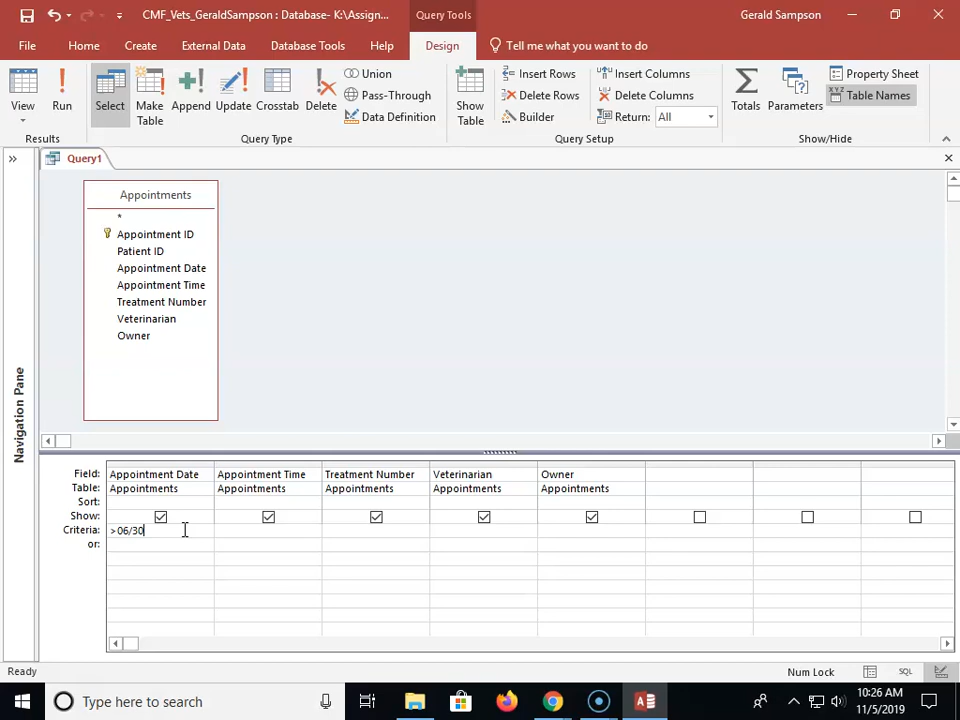 CMF_Vets_GeraldSampson : Database- K:\Assign...
Query Tools
Gerald Sampson
File
Home
Create
External Data
Database Tools
Help
Design
Tell me what you want to do
View
Run
Select
Make Table
Append
Update
Crosstab
Delete
Union
Pass-Through
Data Definition
Show Table
Insert Rows
Delete Rows
Builder
Insert Columns
Delete Columns
Return: All
Totals
Parameters
Property Sheet
Table Names
Results
Query Type
Query Setup
Show/Hide
Query1
Appointments
*
Appointment ID
Patient ID
Appointment Date
Appointment Time
Treatment Number
Veterinarian
Owner
Navigation Pane
Field: Appointment Date Appointment Time Treatment Number Veterinarian Owner
Table: Appointments Appointments Appointments Appointments Appointments
Sort:
Show:
Criteria: >06/30
or:
Ready
Num Lock
SQL
Type here to search
10:26 AM
11/5/2019